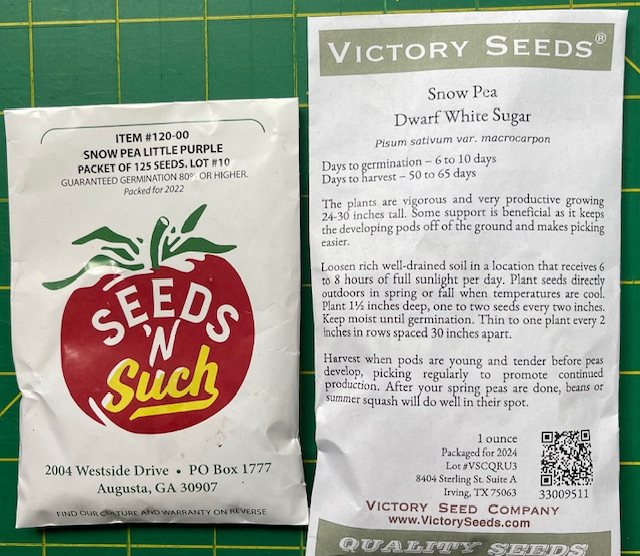 ITEM #120-00
SNOW PEA LITTLE PURPLE
PACKET OF 125 SEEDS. LOT #10
GUARANTEED GERMINATION 80% OR HIGHER.
Packed for 2022
SEEDS
'N
Such
2004 Westside Drive • PO Box 1777
Augusta, GA 30907
FIND OUR CULTURE AND WARRANTY ON REVERSE
VICTORY SEEDS®
Snow Pea
Dwarf White Sugar
Pisum sativum var. macrocarpon
Days to germination – 6 to 10 days
Days to harvest – 50 to 65 days
The plants are vigorous and very productive growing
24-30 inches tall. Some support is beneficial as it keeps
the developing pods off of the ground and makes picking
easier.
Loosen rich well-drained soil in a location that receives 6
to 8 hours of full sunlight per day. Plant seeds directly
outdoors in spring or fall when temperatures are cool.
Plant 1½ inches deep, one to two seeds every two inches.
Keep moist until germination. Thin to one plant every 2
inches in rows spaced 30 inches apart.
Harvest when pods are young and tender before peas
develop, picking regularly to promote continued
production. After your spring peas are done, beans or
summer squash will do well in their spot.
1 ounce
Packaged for 2024
Lot #VSCQRU3
8404 Sterling St. Suite A
Irving, TX 75063
33009511
VICTORY SEED COMPANY
www.VictorySeeds.com
QUALITY SEEDS